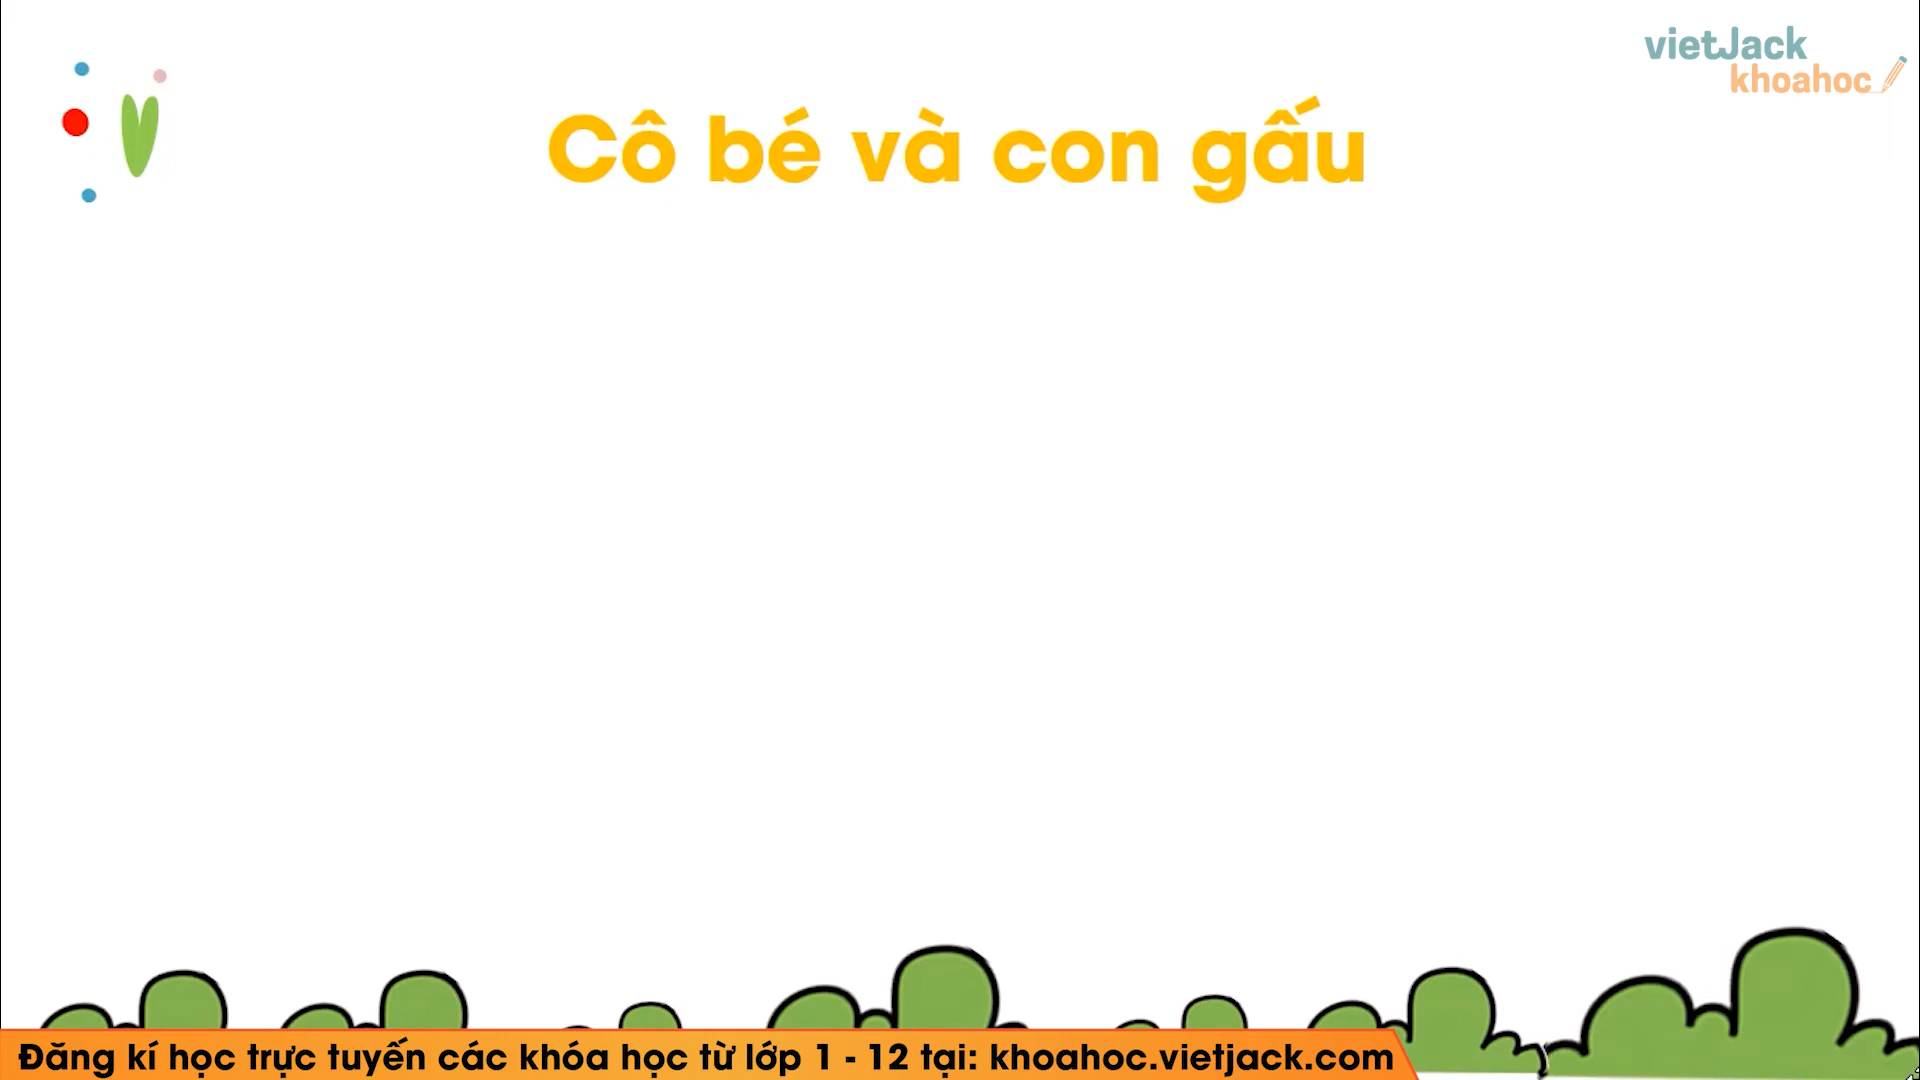 vietJack
khoahoc
Cô bé và con gấu
Đăng kí học trực tuyến các khóa học từ lớp 1 - 12 tại: khoahoc.vietjack.com